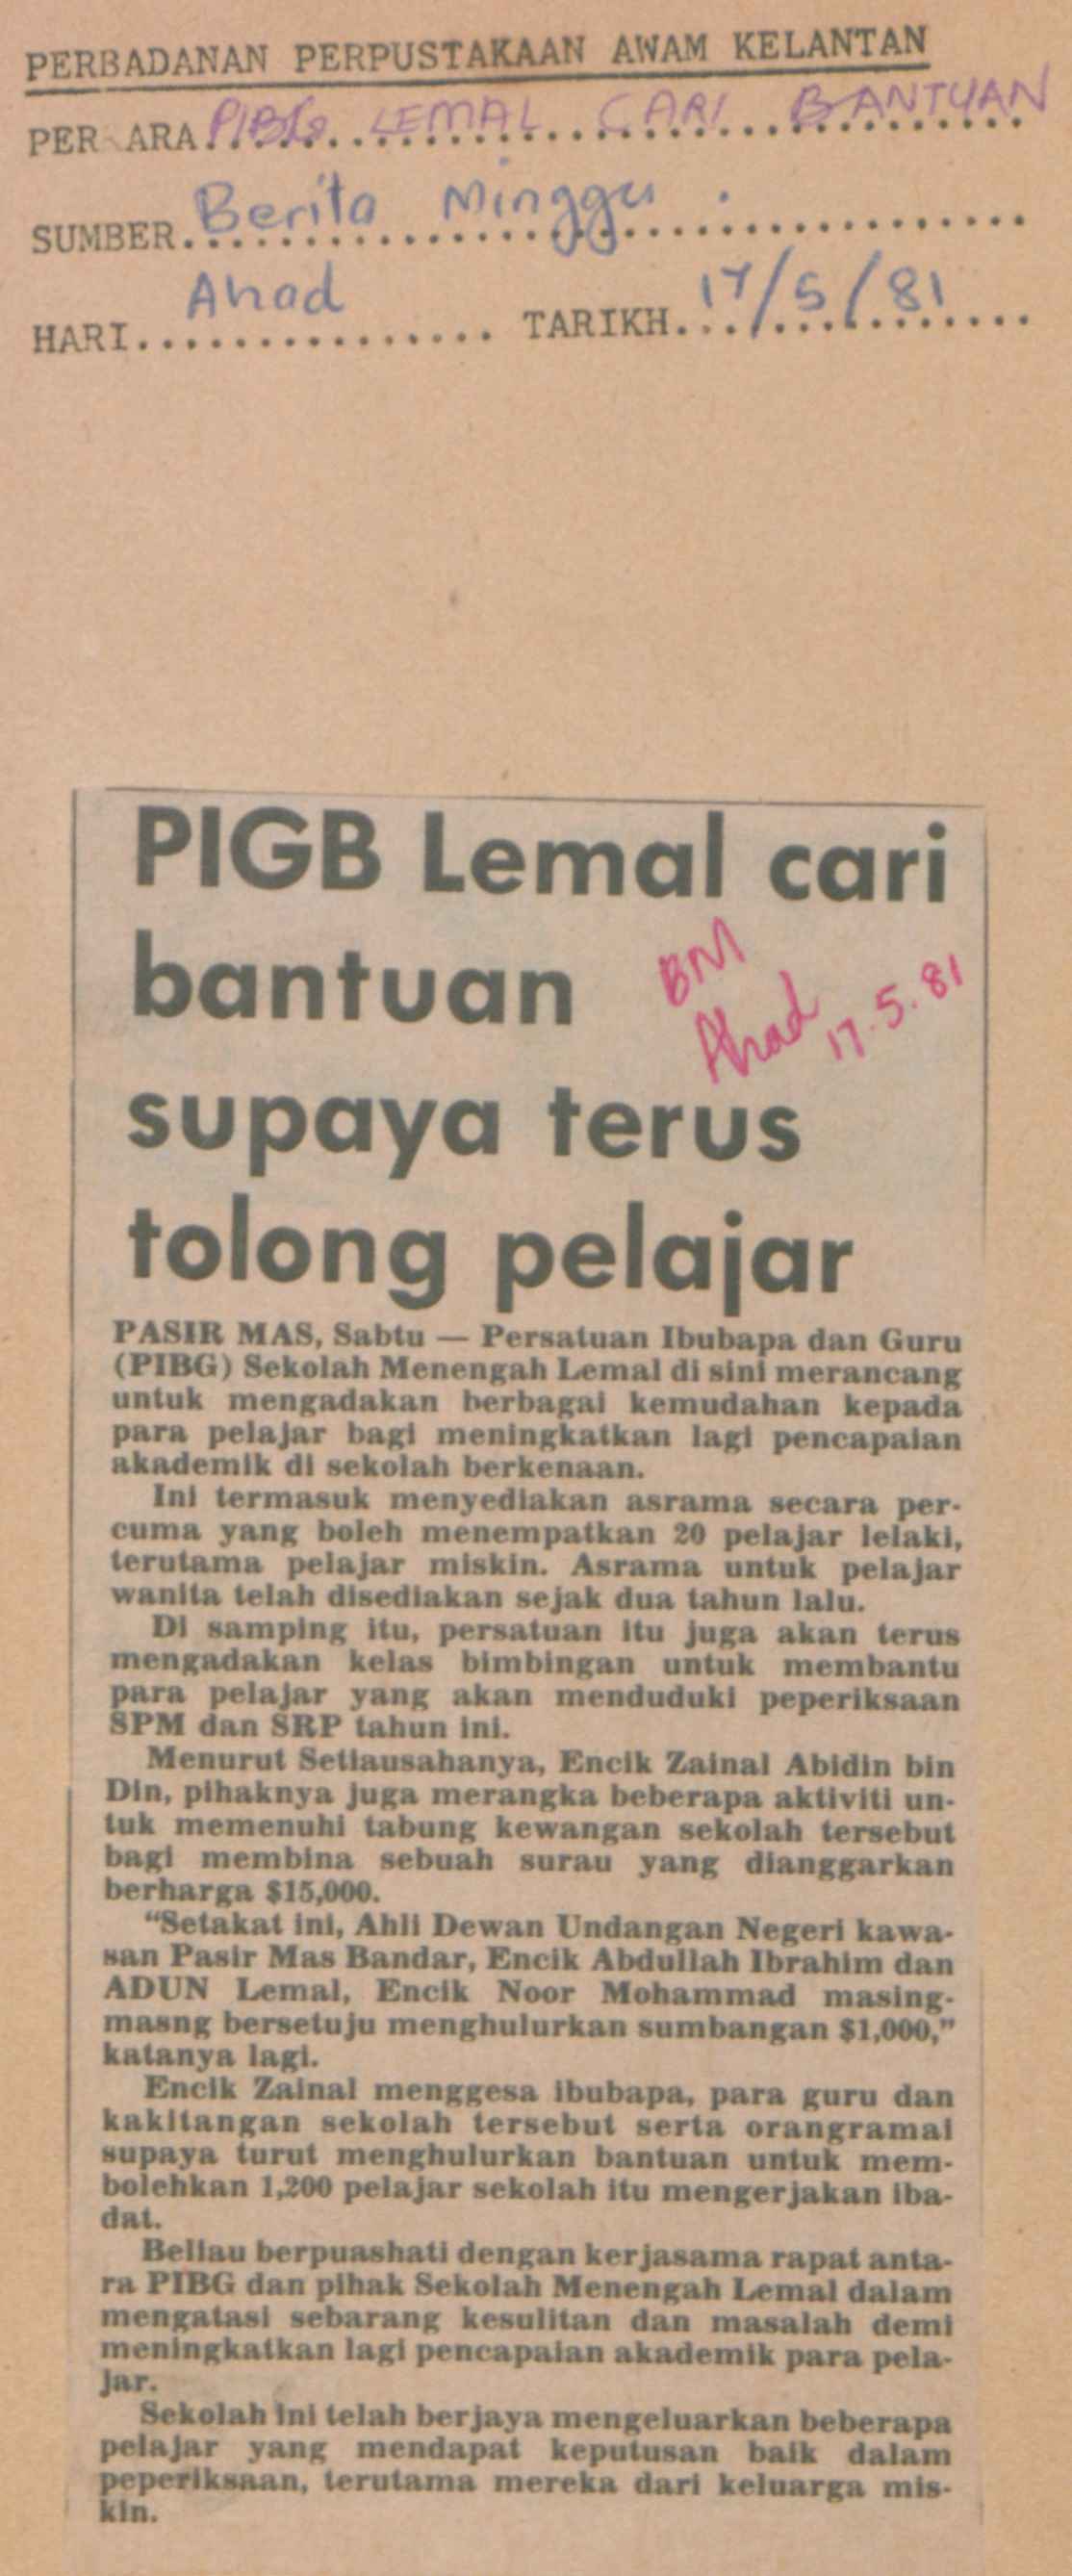 PERBADANAN PERPUSTAKAAN AWAM KELANTAN
PER ARA PIBG LEMAL CARI BANTUAN
SUMBER Berita Minggu
HARI Ahad TARIKH 17/5/81
PIGB Lemal cari
bantuan
BM
Ahad 17.5.81
supaya terus
tolong pelajar
PASIR MAS, Sabtu — Persatuan Ibubapa dan Guru
(PIBG) Sekolah Menengah Lemal di sini merancang
untuk mengadakan berbagai kemudahan kepada
para pelajar bagi meningkatkan lagi pencapaian
akademik di sekolah berkenaan.
Ini termasuk menyediakan asrama secara per-
cuma yang boleh menempatkan 20 pelajar lelaki,
terutama pelajar miskin. Asrama untuk pelajar
wanita telah disediakan sejak dua tahun lalu.
Di samping itu, persatuan itu juga akan terus
mengadakan kelas bimbingan untuk membantu
para pelajar yang akan menduduki peperiksaan
SPM dan SRP tahun ini.
Menurut Setiausahanya, Encik Zainal Abidin bin
Din, pihaknya juga merangka beberapa aktiviti un-
tuk memenuhi tabung kewangan sekolah tersebut
bagi membina sebuah surau yang dianggarkan
berharga $15,000.
“Setakat ini, Ahli Dewan Undangan Negeri kawa-
san Pasir Mas Bandar, Encik Abdullah Ibrahim dan
ADUN Lemal, Encik Noor Mohammad masing-
masng bersetuju menghulurkan sumbangan $1,000,”
katanya lagi.
Encik Zainal menggesa ibubapa, para guru dan
kakitangan sekolah tersebut serta orangramai
supaya turut menghulurkan bantuan untuk mem-
bolehkan 1,200 pelajar sekolah itu mengerjakan iba-
dat.
Beliau berpuashati dengan kerjasama rapat anta-
ra PIBG dan pihak Sekolah Menengah Lemal dalam
mengatasi sebarang kesulitan dan masalah demi
meningkatkan lagi pencapaian akademik para pela-
jar.
Sekolah ini telah berjaya mengeluarkan beberapa
pelajar yang mendapat keputusan baik dalam
peperiksaan, terutama mereka dari keluarga mis-
kin.